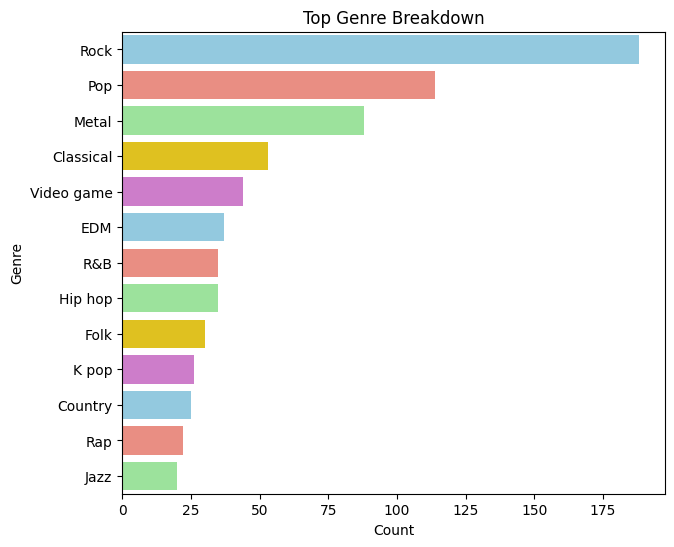 Top Genre Breakdown
Rock
Pop
Metal
Classical
Video game
EDM
R&B
Hip hop
Folk
K pop
Country
Rap
Jazz
Genre
0 25 50 75 100 125 150 175
Count